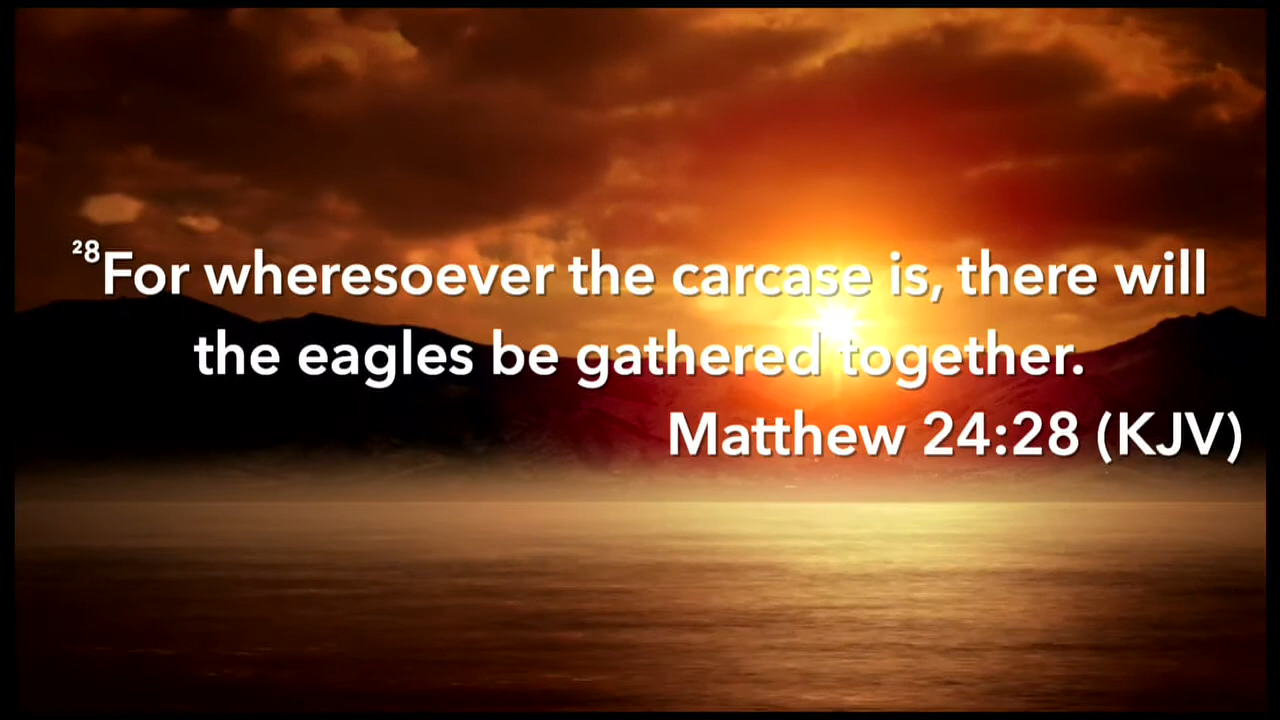 ²⁸For wheresoever the carcase is, there will
the eagles be gathered together.
Matthew 24:28 (KJV)